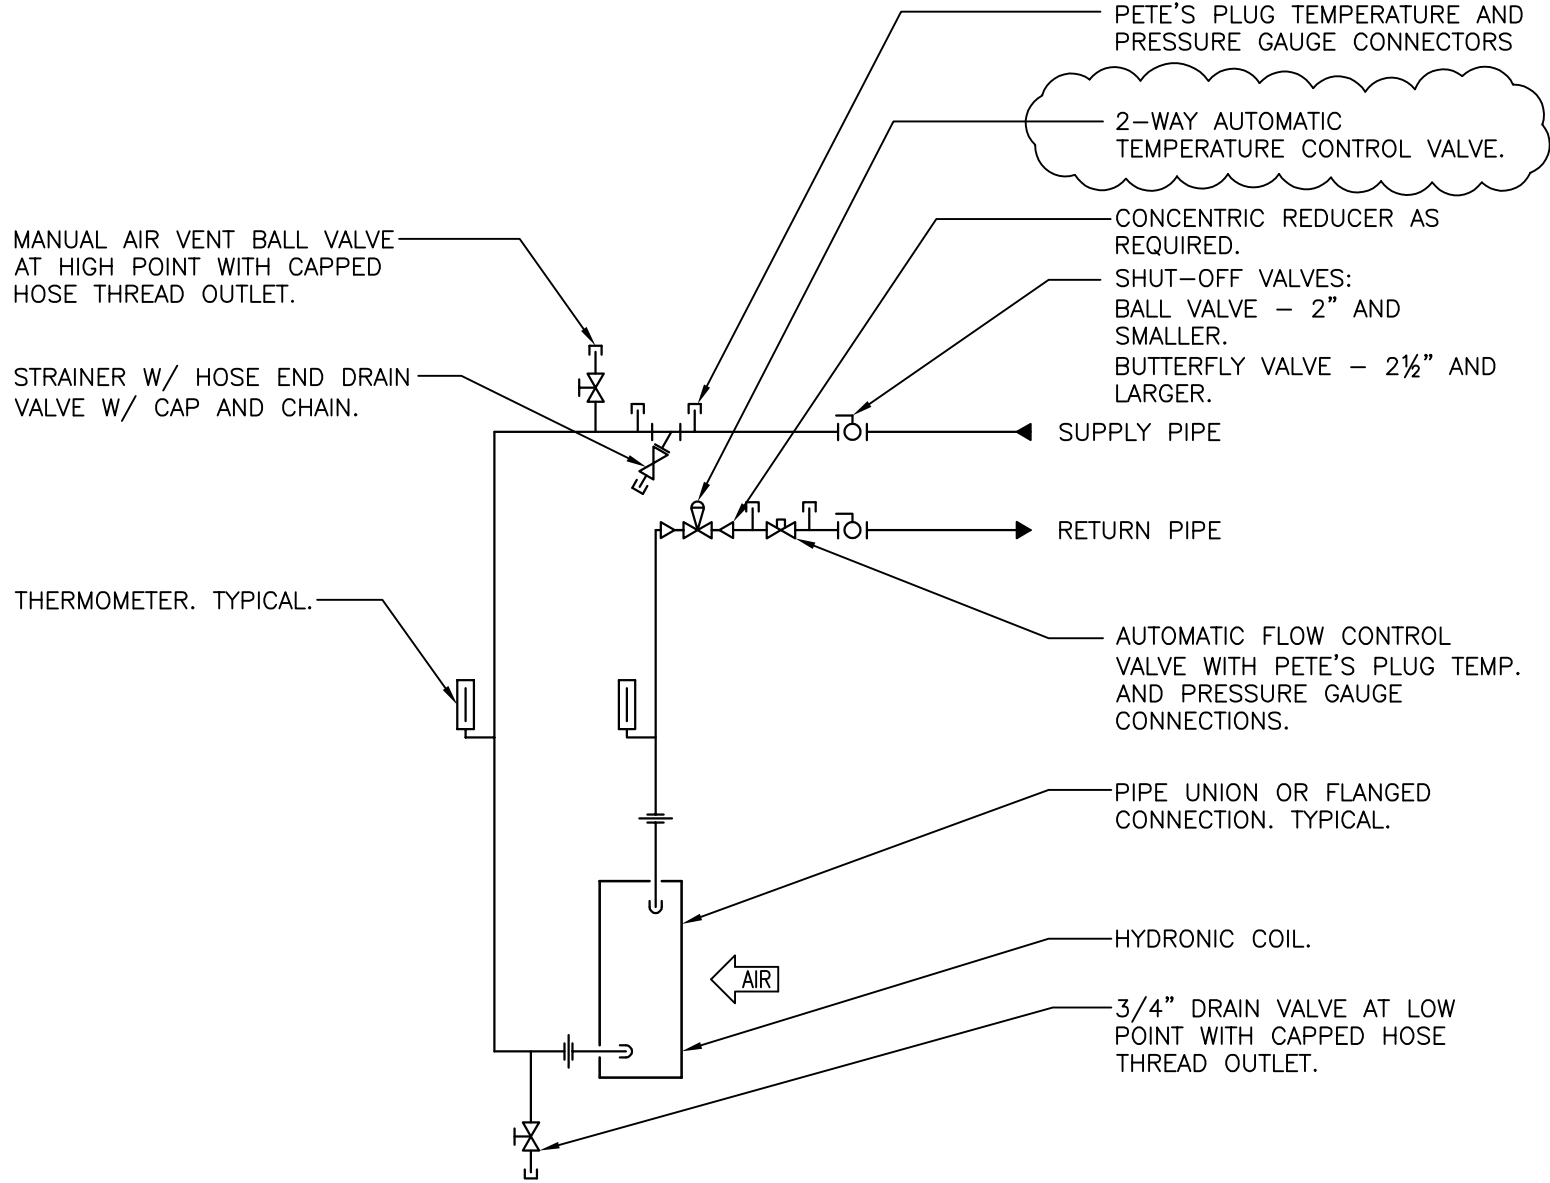 PETE'S PLUG TEMPERATURE AND
PRESSURE GAUGE CONNECTORS
2-WAY AUTOMATIC
TEMPERATURE CONTROL VALVE.
CONCENTRIC REDUCER AS
REQUIRED.
MANUAL AIR VENT BALL VALVE
AT HIGH POINT WITH CAPPED
HOSE THREAD OUTLET.
SHUT-OFF VALVES:
BALL VALVE - 2" AND
SMALLER.
BUTTERFLY VALVE - 2½" AND
LARGER.
STRAINER W/ HOSE END DRAIN
VALVE W/ CAP AND CHAIN.
SUPPLY PIPE
RETURN PIPE
THERMOMETER. TYPICAL.
AUTOMATIC FLOW CONTROL
VALVE WITH PETE'S PLUG TEMP.
AND PRESSURE GAUGE
CONNECTIONS.
PIPE UNION OR FLANGED
CONNECTION. TYPICAL.
HYDRONIC COIL.
AIR
3/4" DRAIN VALVE AT LOW
POINT WITH CAPPED HOSE
THREAD OUTLET.